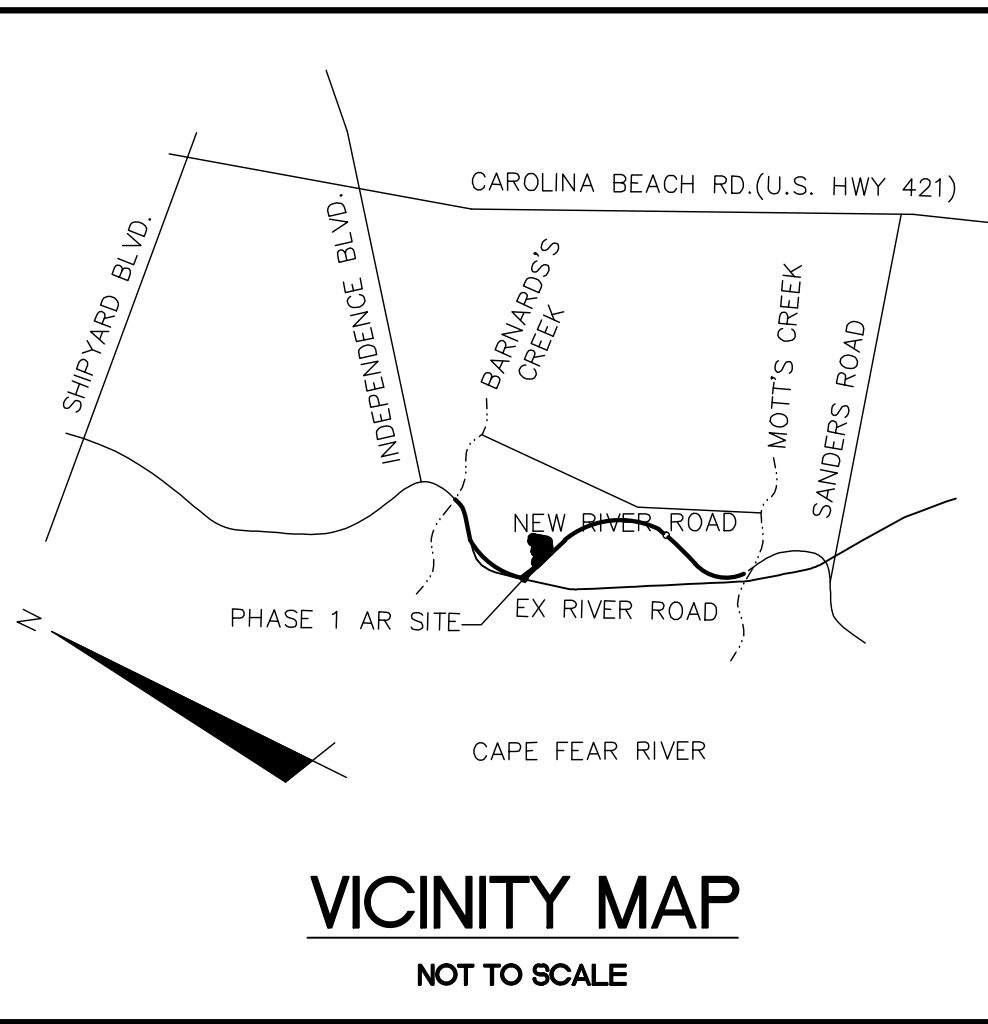 CAROLINA BEACH RD.(U.S. HWY 421)
SHIPYARD BLVD.
INDEPENDENCE BLVD.
BARNARDS'S
CREEK
MOTT'S CREEK
SANDERS ROAD
NEW RIVER ROAD
PHASE 1 AR SITE
EX RIVER ROAD
N
CAPE FEAR RIVER
VICINITY MAP
NOT TO SCALE